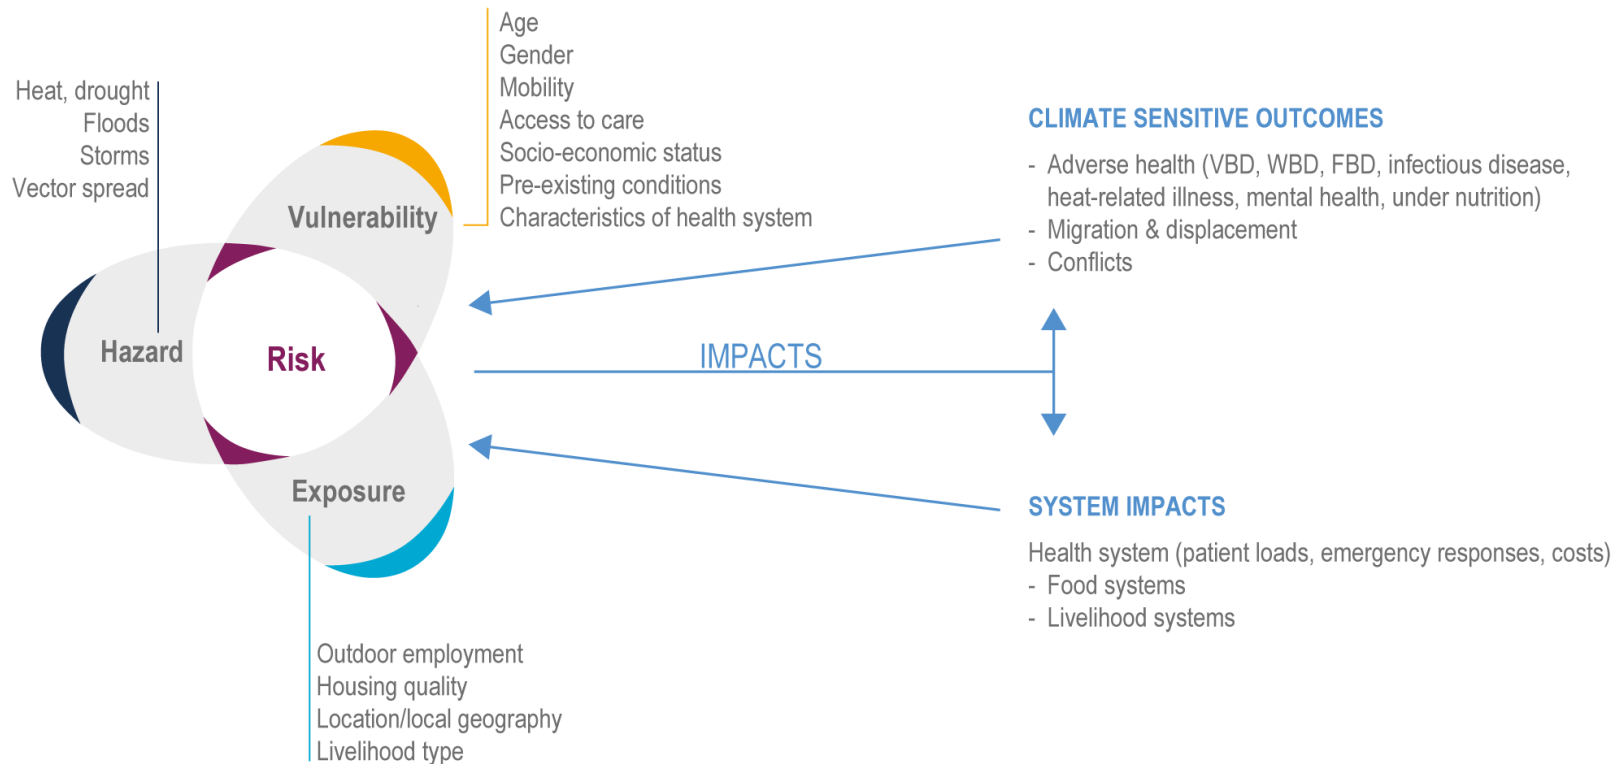 Age
Gender
Mobility
Access to care
Socio-economic status
Pre-existing conditions
Characteristics of health system
Heat, drought
Floods
Storms
Vector spread
Vulnerability
Hazard
Risk
Exposure
Outdoor employment
Housing quality
Location/local geography
Livelihood type
IMPACTS
CLIMATE SENSITIVE OUTCOMES
- Adverse health (VBD, WBD, FBD, infectious disease,
heat-related illness, mental health, under nutrition)
- Migration & displacement
- Conflicts
SYSTEM IMPACTS
Health system (patient loads, emergency responses, costs)
- Food systems
- Livelihood systems